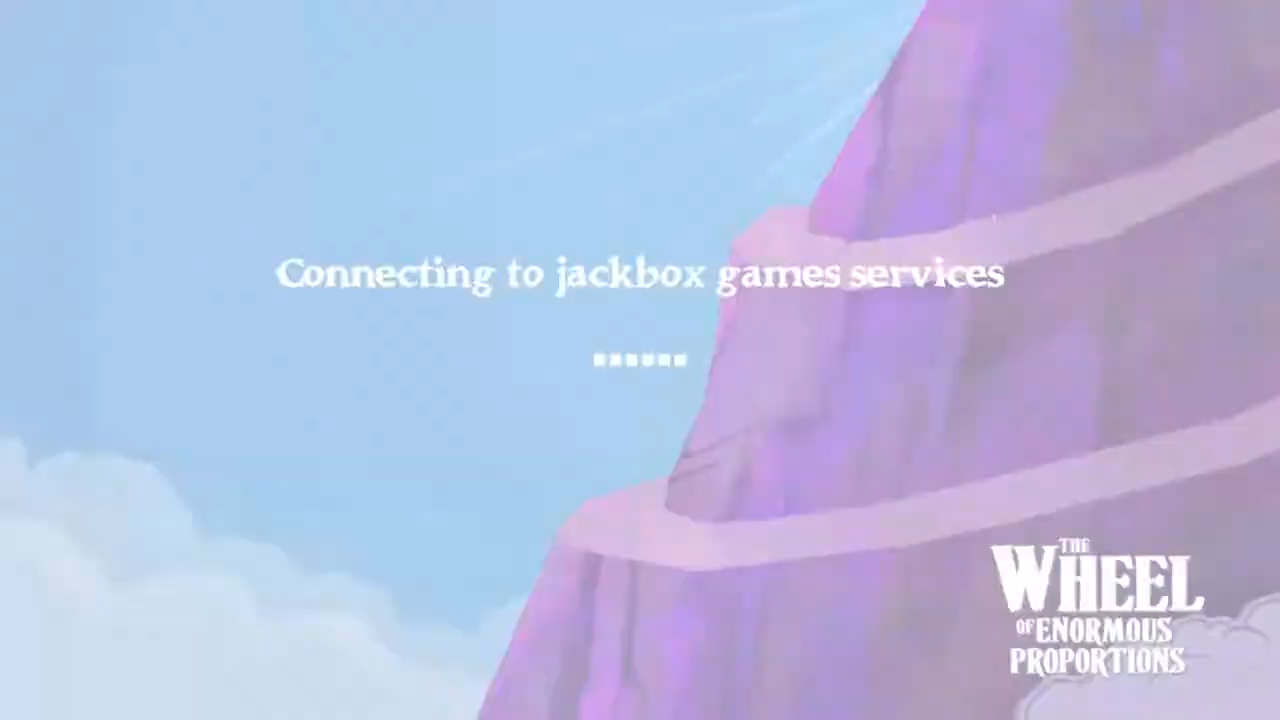 Connecting to jackbox games services
THE
WHEEL
OF ENORMOUS
PROPORTIONS